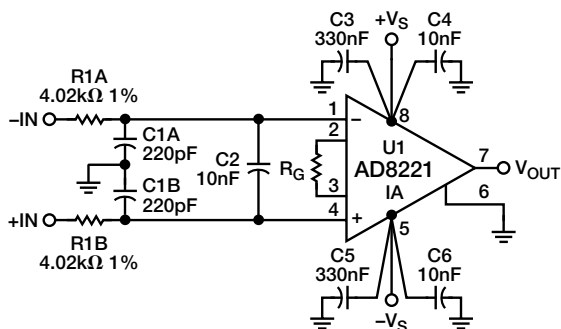 C3
330nF
+VS
C4
10nF
R1A
4.02kΩ 1%
–IN
C1A
220pF
C2
10nF
C1B
220pF
+IN
R1B
4.02kΩ 1%
RG
1
2
3
4
–
+
8
U1
AD8221
IA
5
7
VOUT
6
C5
330nF
C6
10nF
–VS